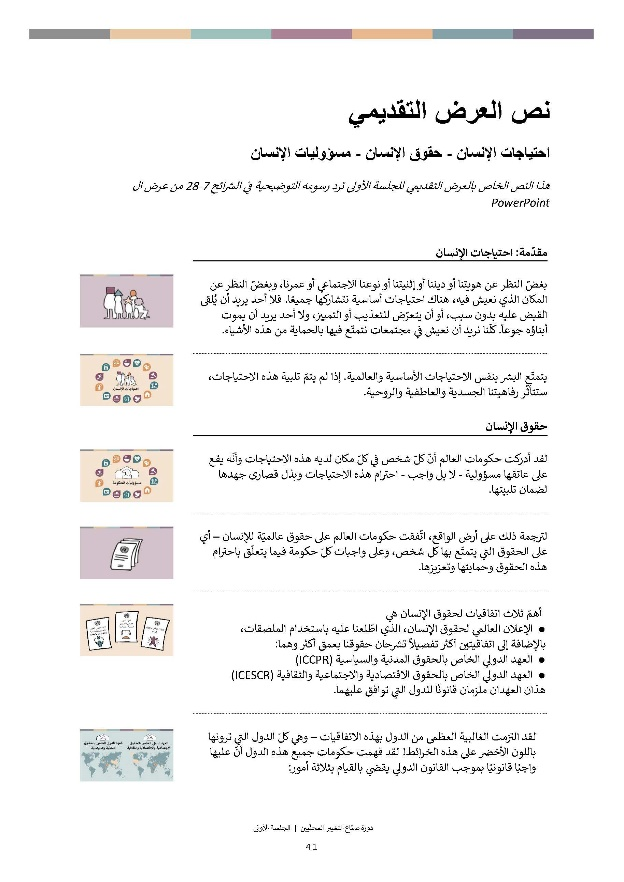 نص العرض التقديمي
احتياجات الإنسان - حقوق الإنسان - مسؤوليات الإنسان
هذا النص الخاص بالعرض التقديمي للجلسة الأولى ترد رسومه التوضيحية في الشرائح 7 28 من عرض ال
PowerPoint
مقدّمة: احتياجات الإنسان
بغضّ النظر عن هويتنا أو ديننا أو إثنيتنا أو نوعنا الاجتماعي أو عمرنا، وبغضّ النظر عن
المكان الذي نعيش فيه، هناك احتياجات أساسية نتشاركها جميعًا. فلا أحد يريد أن يُلقى
القبض عليه بدون سبب، أو أن يتعرّض للتعذيب أو التمييز، ولا أحد يريد أن يموت
أبناؤه جوعاً. كلّنا نريد أن نعيش في مجتمعات نتمتّع فيها بالحماية من هذه الأشياء.
يتمتّع البشر بنفس الاحتياجات الأساسية والعالمية. إذا لم يتمّ تلبية هذه الاحتياجات،
ستتأثّر رفاهيتنا الجسدية والعاطفية والروحية.
حقوق الإنسان
لقد أدركت حكومات العالم أنّ كلّ شخص في كلّ مكان لديه هذه الاحتياجات وأنّه يقع
على عاتقها مسؤولية - لا بل واجب - احترام هذه الاحتياجات وبذل قصارى جهدها
لضمان تلبيتها.
لترجمة ذلك على أرض الواقع، اتّفقت حكومات العالم على حقوق عالميّة للإنسان – أي
على الحقوق التي يتمتّع بها كل شخص، وعلى واجبات كلّ حكومة فيما يتعلّق باحترام
هذه الحقوق وحمايتها وتعزيزها.
أهمّ ثلاث اتفاقيات لحقوق الإنسان هي
● الإعلان العالمي لحقوق الإنسان، الذي اطّلعنا عليه باستخدام الملصقات،
بالإضافة إلى اتفاقيتين أكثر تفصيلاً تشرحان حقوقنا بعمق أكثر وهما:
● العهد الدولي الخاص بالحقوق المدنية والسياسية (ICCPR)
● العهد الدولي الخاص بالحقوق الاقتصادية والاجتماعية والثقافية (ICESCR)
هذان العهدان ملزمان قانونًا للدول التي توافق عليهما.
لقد التزمت الغالبية العظمى من الدول بهذه الاتفاقيات – وهي كلّ الدول التي ترونها
باللون الأخضر على هذه الخرائط! لقد فهمت حكومات جميع هذه الدول أنّ عليها
واجبًا قانونيًا بموجب القانون الدولي يقضي بالقيام بثلاثة أمور:
دورة صنّاع التغيير المحليين | الجلسة الأولى
41